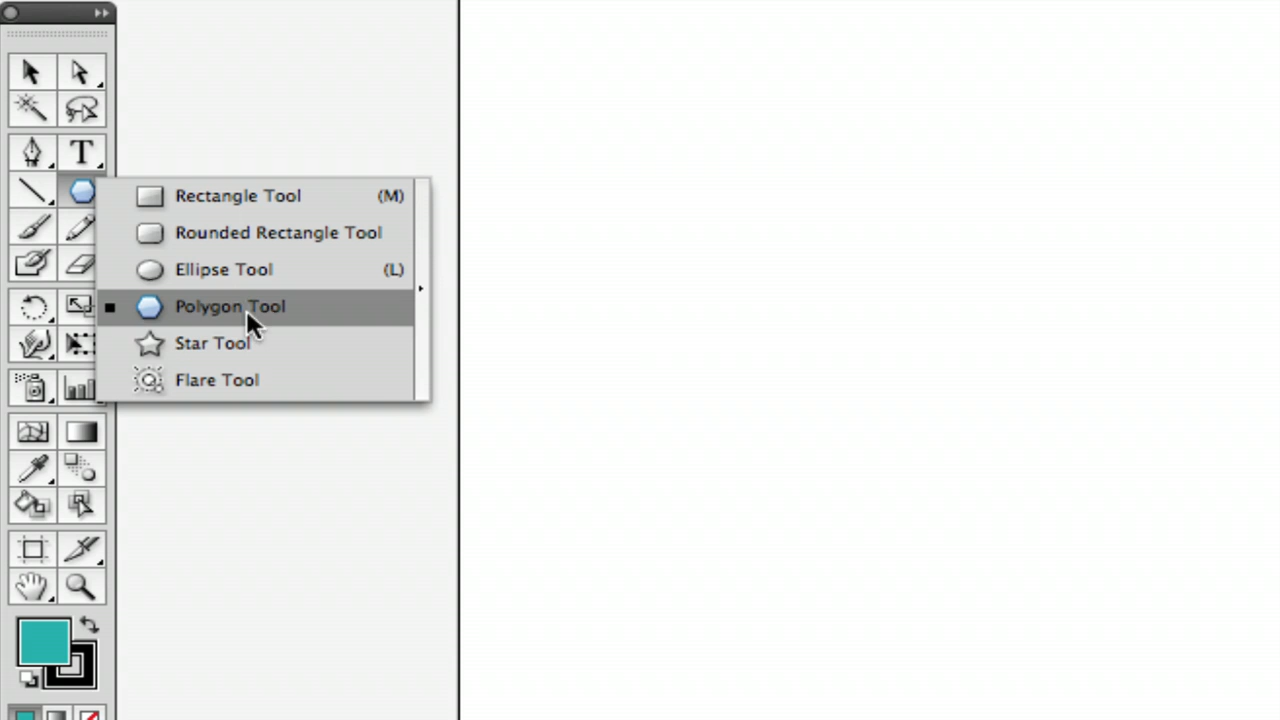 T
Rectangle Tool (M)
Rounded Rectangle Tool
Ellipse Tool (L)
Polygon Tool
Star Tool
Flare Tool